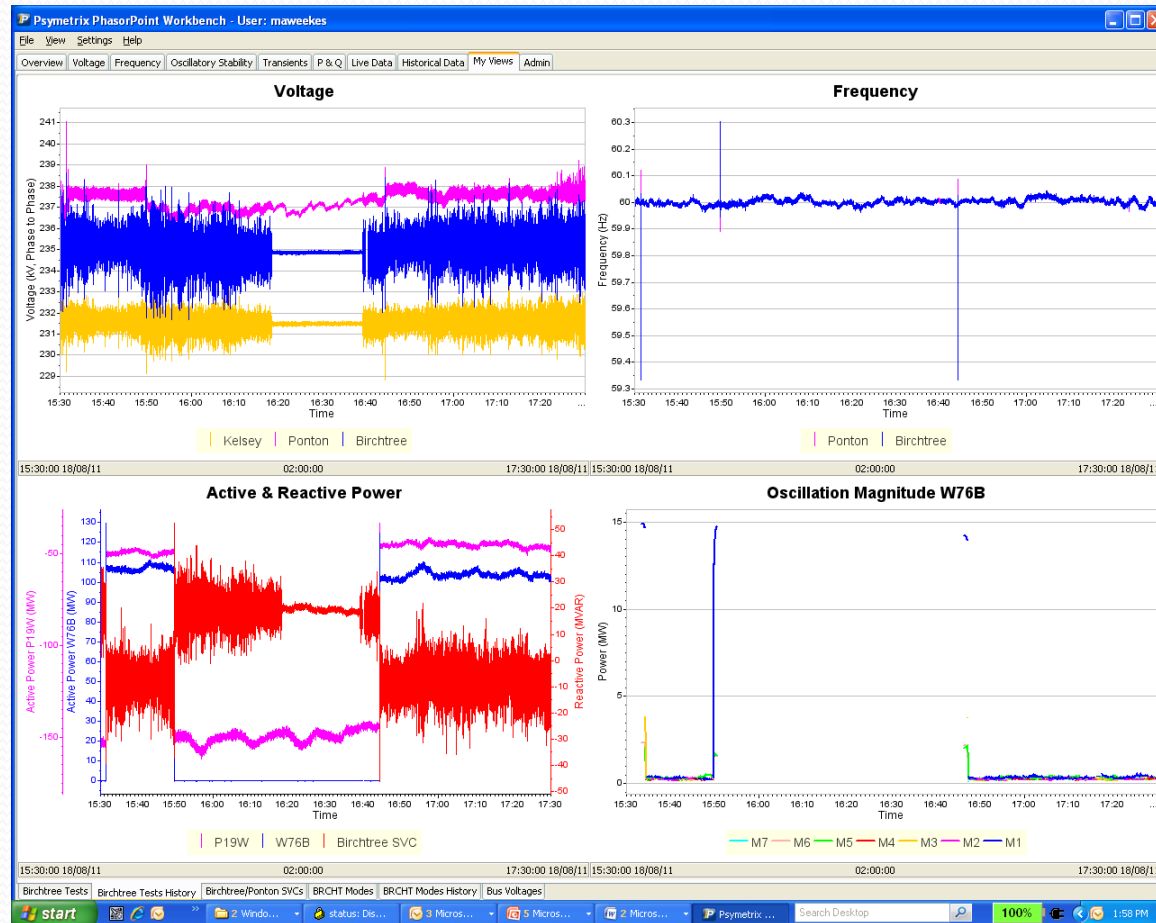 Psymetrix PhasorPoint Workbench - User: maweekes
File View Settings Help
Overview Voltage Frequency Oscillatory Stability Transients P & Q Live Data Historical Data My Views Admin
Voltage
Voltage (kV, Phase to Phase)
241
240
239
238
237
236
235
234
233
232
231
230
229
15:30 15:40 15:50 16:00 16:10 16:20 16:30 16:40 16:50 17:00 17:10 17:20 ...
Time
Kelsey Ponton Birchtree
15:30:00 18/08/11 02:00:00 17:30:00 18/08/11
Frequency
Frequency (Hz)
60.3
60.2
60.1
60
59.9
59.8
59.7
59.6
59.5
59.4
59.3
15:30 15:40 15:50 16:00 16:10 16:20 16:30 16:40 16:50 17:00 17:10 17:20 ...
Time
Ponton Birchtree
15:30:00 18/08/11 02:00:00 17:30:00 18/08/11
Active & Reactive Power
Active Power P19W (MW)
-50
-100
-150
Active Power W76B (MW)
130
120
110
100
90
80
70
60
50
40
30
20
10
0
Reactive Power (MVAR)
50
40
30
20
10
0
-10
-20
-30
-40
-50
15:30 15:40 15:50 16:00 16:10 16:20 16:30 16:40 16:50 17:00 17:10 17:20 17:30
Time
P19W W76B Birchtree SVC
15:30:00 18/08/11 02:00:00 17:30:00 18/08/11
Oscillation Magnitude W76B
Power (MW)
15
10
5
0
15:30 15:40 15:50 16:00 16:10 16:20 16:30 16:40 16:50 17:00 17:10 17:20 ...
Time
M7 M6 M5 M4 M3 M2 M1
15:30:00 18/08/11 02:00:00 17:30:00 18/08/11
Birchtree Tests Birchtree Tests History Birchtree/Ponton SVCs BRCHT Modes BRCHT Modes History Bus Voltages
start » 2 Windo... status: Dis... 3 Micros... 5 Micros... 2 Micros... Psymetrix ... Search Desktop 100% 1:58 PM